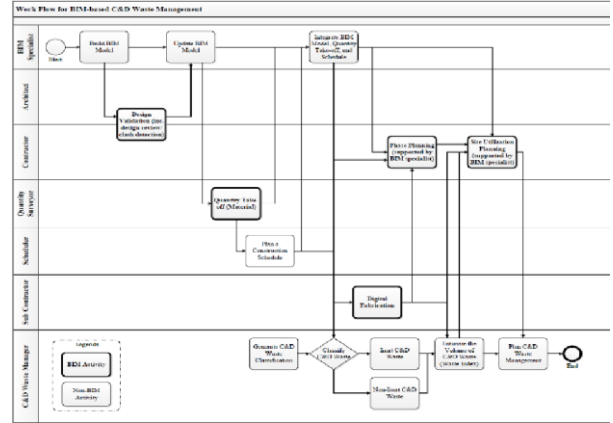 Work Flow for BIM-based C&D Waste Management
BIM
Specialist
Start
Build BIM
Model
Update BIM
Model
Integrate BIM
Model, Quantity
Take-off, and
Schedule
Architect
Design
Validation (inc.
design review/
clash detection)
Contractor
Phase Planning
(supported by
BIM specialist)
Site Utilization
Planning
(supported by
BIM specialist)
Quantity
Surveyor
Quantity Take-
off (Material)
Scheduler
Plan a
Construction
Schedule
Sub Contractor
Digital
Fabrication
C&D Waste Manager
Legends
BIM Activity
Non-BIM
Activity
Generate C&D
Waste
Classification
Classify
C&D Waste
Inert C&D
Waste
Non-Inert C&D
Waste
Estimate the
Volume of
C&D Waste
(Waste Index)
Plan C&D
Waste
Management
End